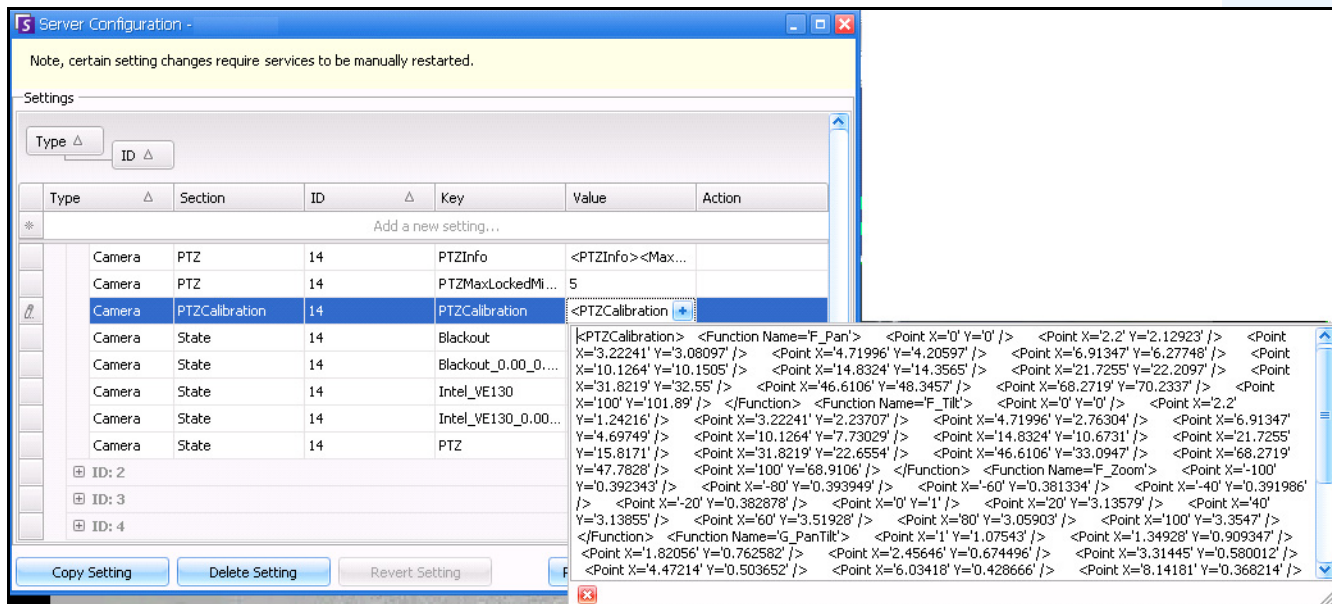 Server Configuration -
Note, certain setting changes require services to be manually restarted.
Settings
Type
ID
Type Section ID Key Value Action
Add a new setting...
Camera PTZ 14 PTZInfo <PTZInfo><Max...
Camera PTZ 14 PTZMaxLockedMi... 5
Camera PTZCalibration 14 PTZCalibration <PTZCalibration
Camera State 14 Blackout
Camera State 14 Blackout_0.00_0....
Camera State 14 Intel_VE130
Camera State 14 Intel_VE130_0.00...
Camera State 14 PTZ
ID: 2
ID: 3
ID: 4
Copy Setting Delete Setting Revert Setting
<PTZCalibration> <Function Name='F_Pan'> <Point X='0' Y='0' /> <Point X='2.2' Y='2.12923' /> <Point
X='3.22241' Y='3.08097' /> <Point X='4.71996' Y='4.20597' /> <Point X='6.91347' Y='6.27748' /> <Point
X='10.1264' Y='10.1505' /> <Point X='14.8324' Y='14.3565' /> <Point X='21.7255' Y='22.2097' /> <Point
X='31.8219' Y='32.55' /> <Point X='46.6106' Y='48.3457' /> <Point X='68.2719' Y='70.2337' /> <Point
X='100' Y='101.89' /> </Function> <Function Name='F_Tilt'> <Point X='0' Y='0' /> <Point X='2.2'
Y='1.24216' /> <Point X='3.22241' Y='2.23707' /> <Point X='4.71996' Y='2.76304' /> <Point X='6.91347'
Y='4.69749' /> <Point X='10.1264' Y='7.73029' /> <Point X='14.8324' Y='10.6731' /> <Point X='21.7255'
Y='15.8171' /> <Point X='31.8219' Y='22.6554' /> <Point X='46.6106' Y='33.0947' /> <Point X='68.2719'
Y='47.7828' /> <Point X='100' Y='68.9106' /> </Function> <Function Name='F_Zoom'> <Point X='-100'
Y='0.392343' /> <Point X='-80' Y='0.393949' /> <Point X='-60' Y='0.381334' /> <Point X='-40' Y='0.391986'
/> <Point X='-20' Y='0.382878' /> <Point X='0' Y='1' /> <Point X='20' Y='3.13579' /> <Point X='40'
Y='3.13855' /> <Point X='60' Y='3.51928' /> <Point X='80' Y='3.05903' /> <Point X='100' Y='3.3547' />
</Function> <Function Name='G_PanTilt'> <Point X='1' Y='1.07543' /> <Point X='1.34928' Y='0.909347' />
<Point X='1.82056' Y='0.762582' /> <Point X='2.45646' Y='0.674496' /> <Point X='3.31445' Y='0.580012' />
<Point X='4.47214' Y='0.503652' /> <Point X='6.03418' Y='0.428666' /> <Point X='8.14181' Y='0.368214' />